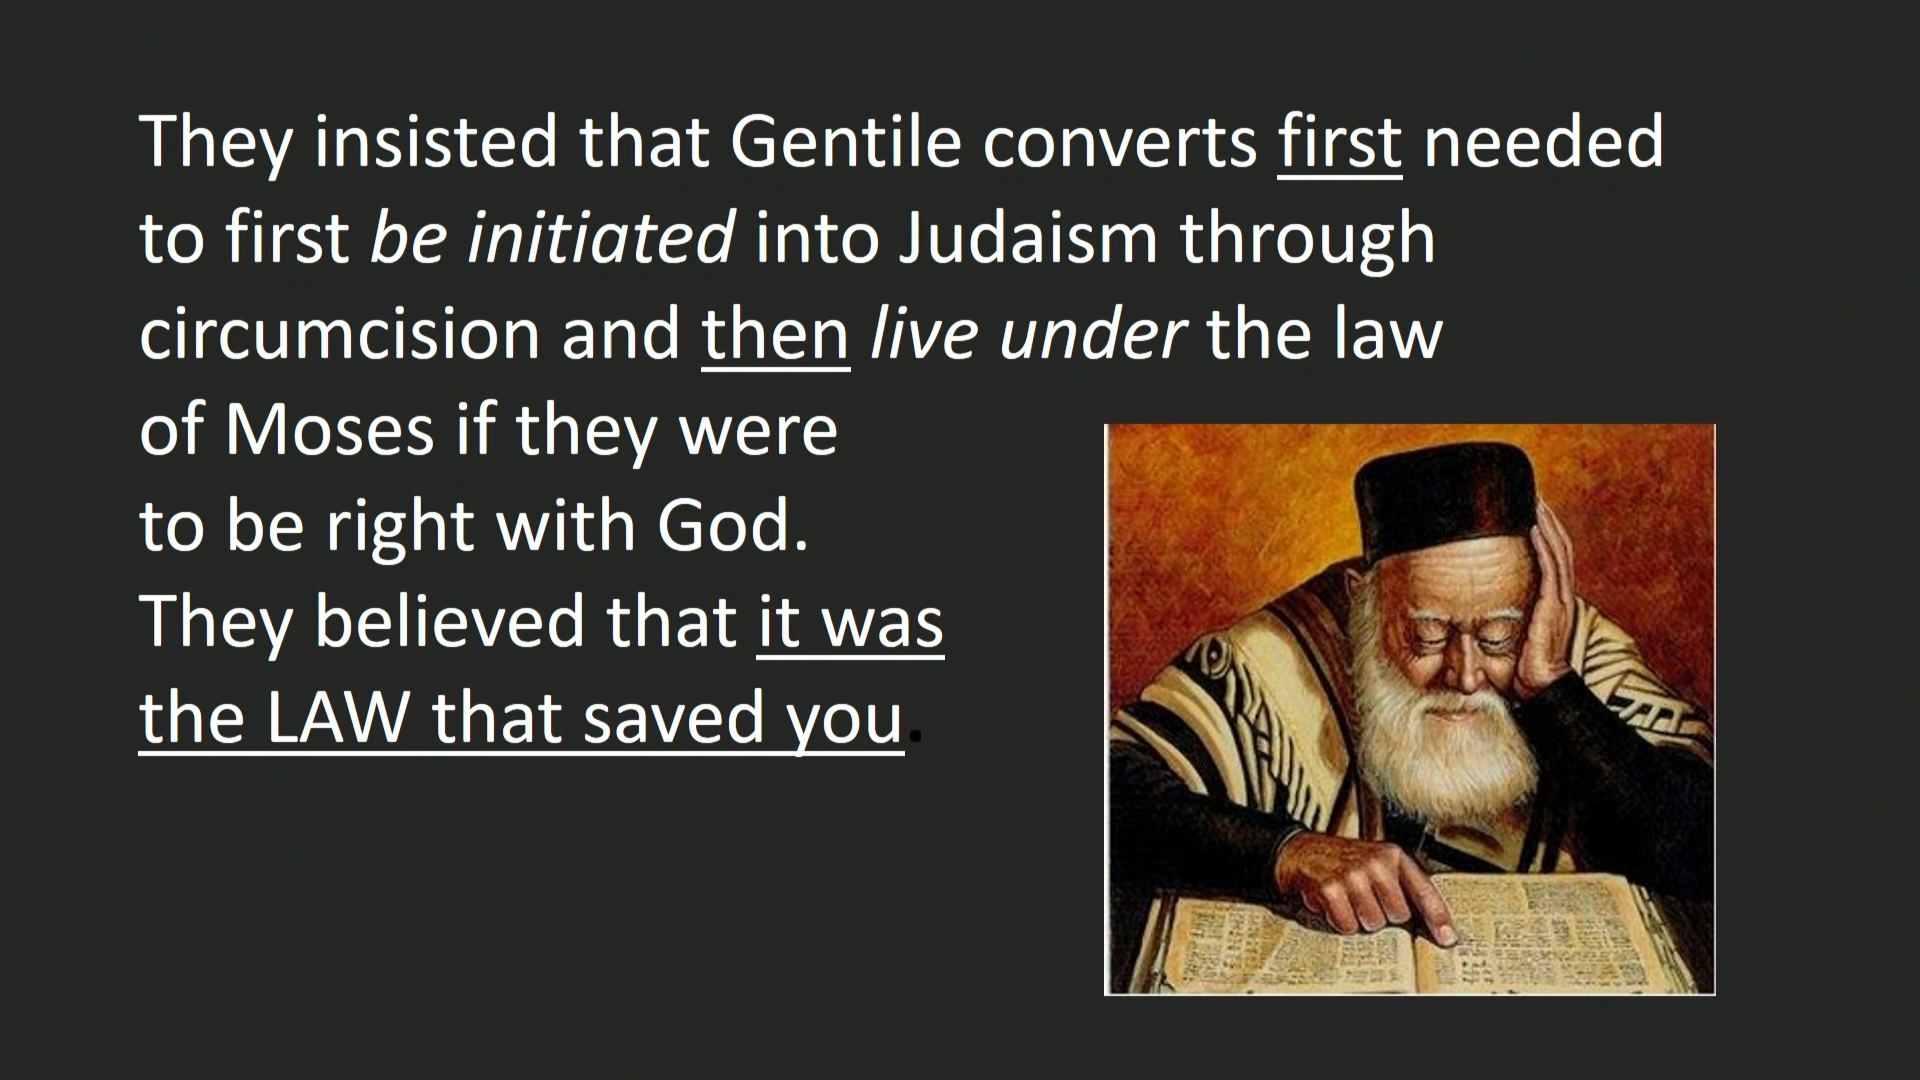 They insisted that Gentile converts first needed
to first be initiated into Judaism through
circumcision and then live under the law
of Moses if they were
to be right with God.
They believed that it was
the LAW that saved you.